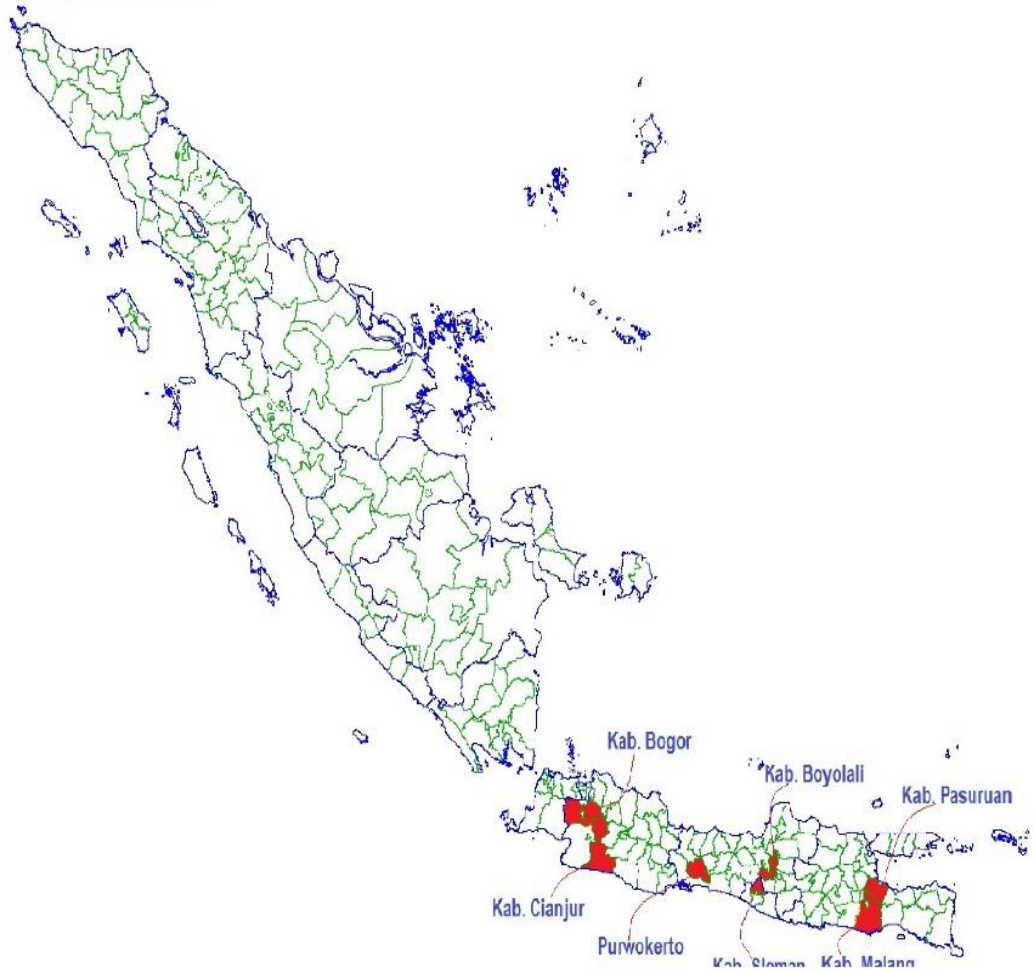 Kab. Bogor
Kab. Boyolali
Kab. Pasuruan
Kab. Cianjur
Purwokerto
Kab. Sleman
Kab. Malang